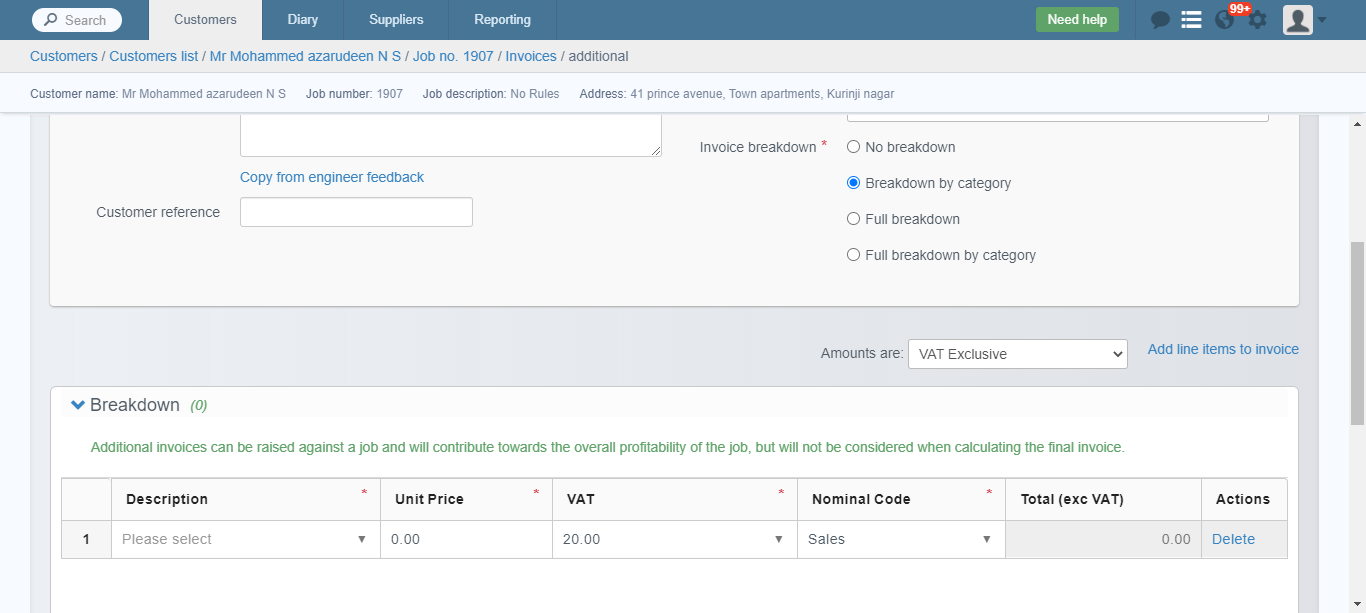 Search Customers Diary Suppliers Reporting Need help 99+
Customers / Customers list / Mr Mohammed azarudeen N S / Job no. 1907 / Invoices / additional
Customer name: Mr Mohammed azarudeen N S Job number: 1907 Job description: No Rules Address: 41 prince avenue, Town apartments, Kurinji nagar
Invoice breakdown * No breakdown
Copy from engineer feedback
Breakdown by category
Customer reference
Full breakdown
Full breakdown by category
Amounts are: VAT Exclusive Add line items to invoice
Breakdown (0)
Additional invoices can be raised against a job and will contribute towards the overall profitability of the job, but will not be considered when calculating the final invoice.
Description * Unit Price * VAT * Nominal Code * Total (exc VAT) Actions
1 Please select 0.00 20.00 Sales 0.00 Delete